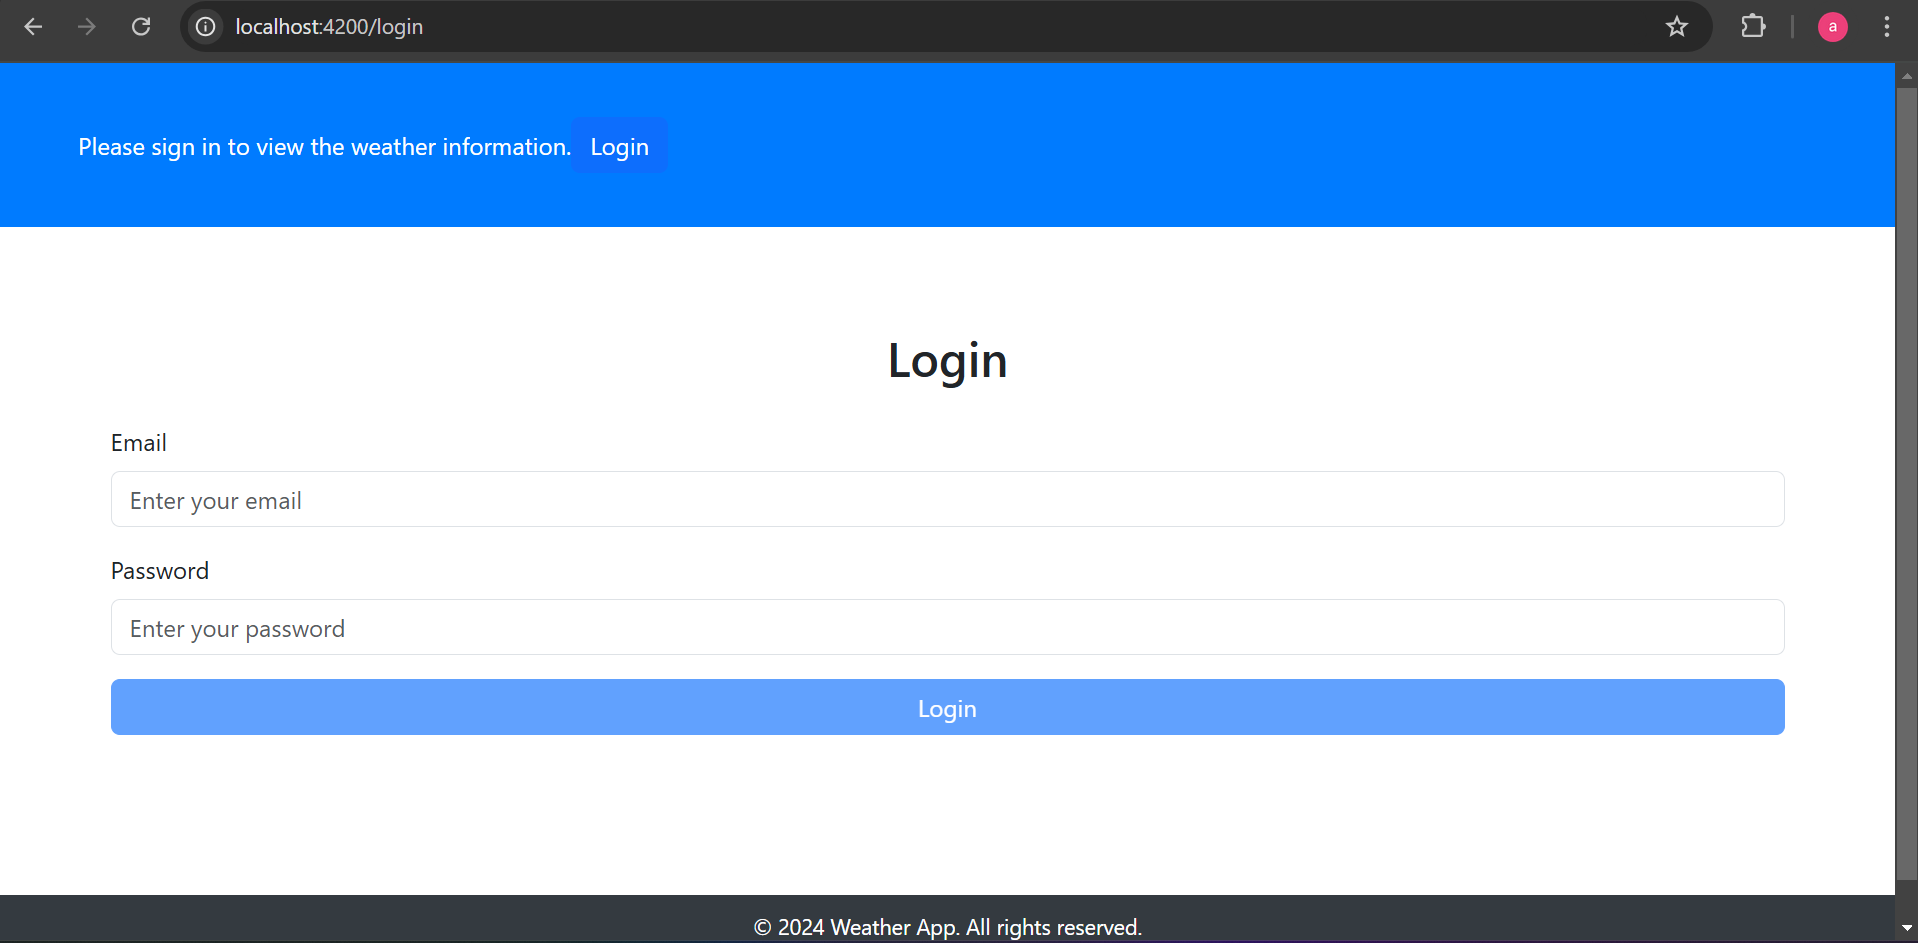 localhost:4200/login
a
Please sign in to view the weather information. Login
Login
Email
Enter your email
Password
Enter your password
Login
© 2024 Weather App. All rights reserved.